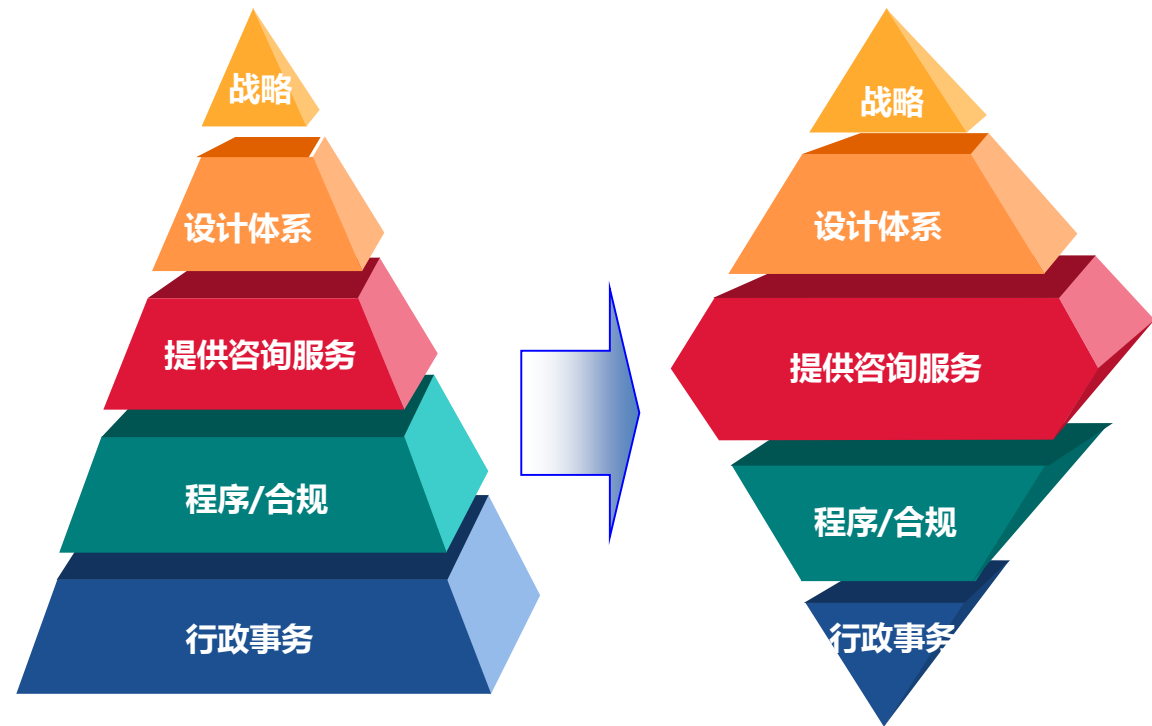 战略
设计体系
提供咨询服务
程序/合规
行政事务
战略
设计体系
提供咨询服务
程序/合规
行政事务